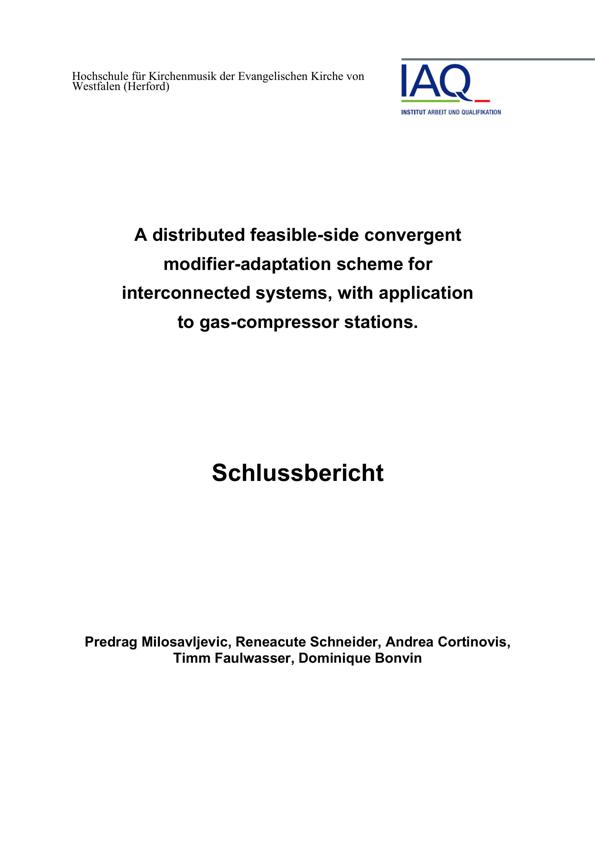 Hochschule für Kirchenmusik der Evangelischen Kirche von
Westfalen (Herford)
IAQ
INSTITUT ARBEIT UND QUALIFIKATION
A distributed feasible-side convergent
modifier-adaptation scheme for
interconnected systems, with application
to gas-compressor stations.
Schlussbericht
Predrag Milosavljevic, Reneacute Schneider, Andrea Cortinovis,
Timm Faulwasser, Dominique Bonvin